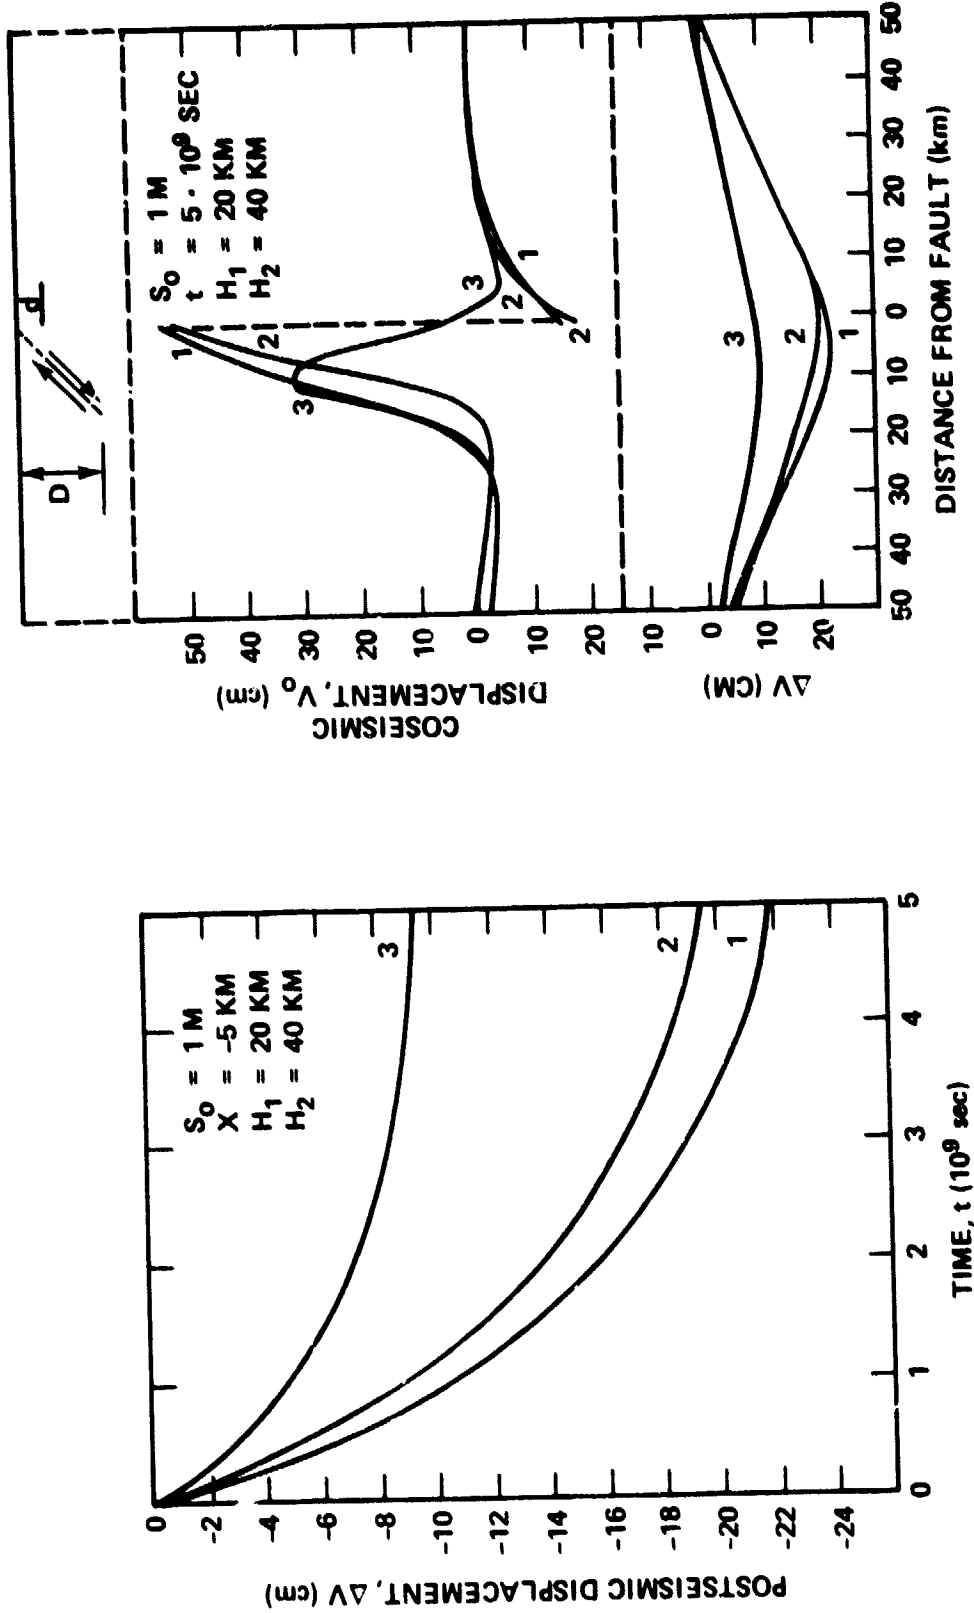 POSTSEISMIC DISPLACEMENT, ΔV (cm)
0
-2
-4
-6
-8
-10
-12
-14
-16
-18
-20
-22
-24
S₀ = 1 M
X = -5 KM
H₁ = 20 KM
H₂ = 40 KM
3
2
1
0 1 2 3 4 5
TIME, t (10⁹ sec)
D
d
COSEISMIC
DISPLACEMENT, V₀ (cm)
50
40
30
20
10
0
10
20
S₀ = 1 M
t = 5 · 10⁹ SEC
H₁ = 20 KM
H₂ = 40 KM
1
2
3
3
2
1
2
ΔV (CM)
0
10
20
3
2
1
50 40 30 20 10 0 10 20 30 40 50
DISTANCE FROM FAULT (km)